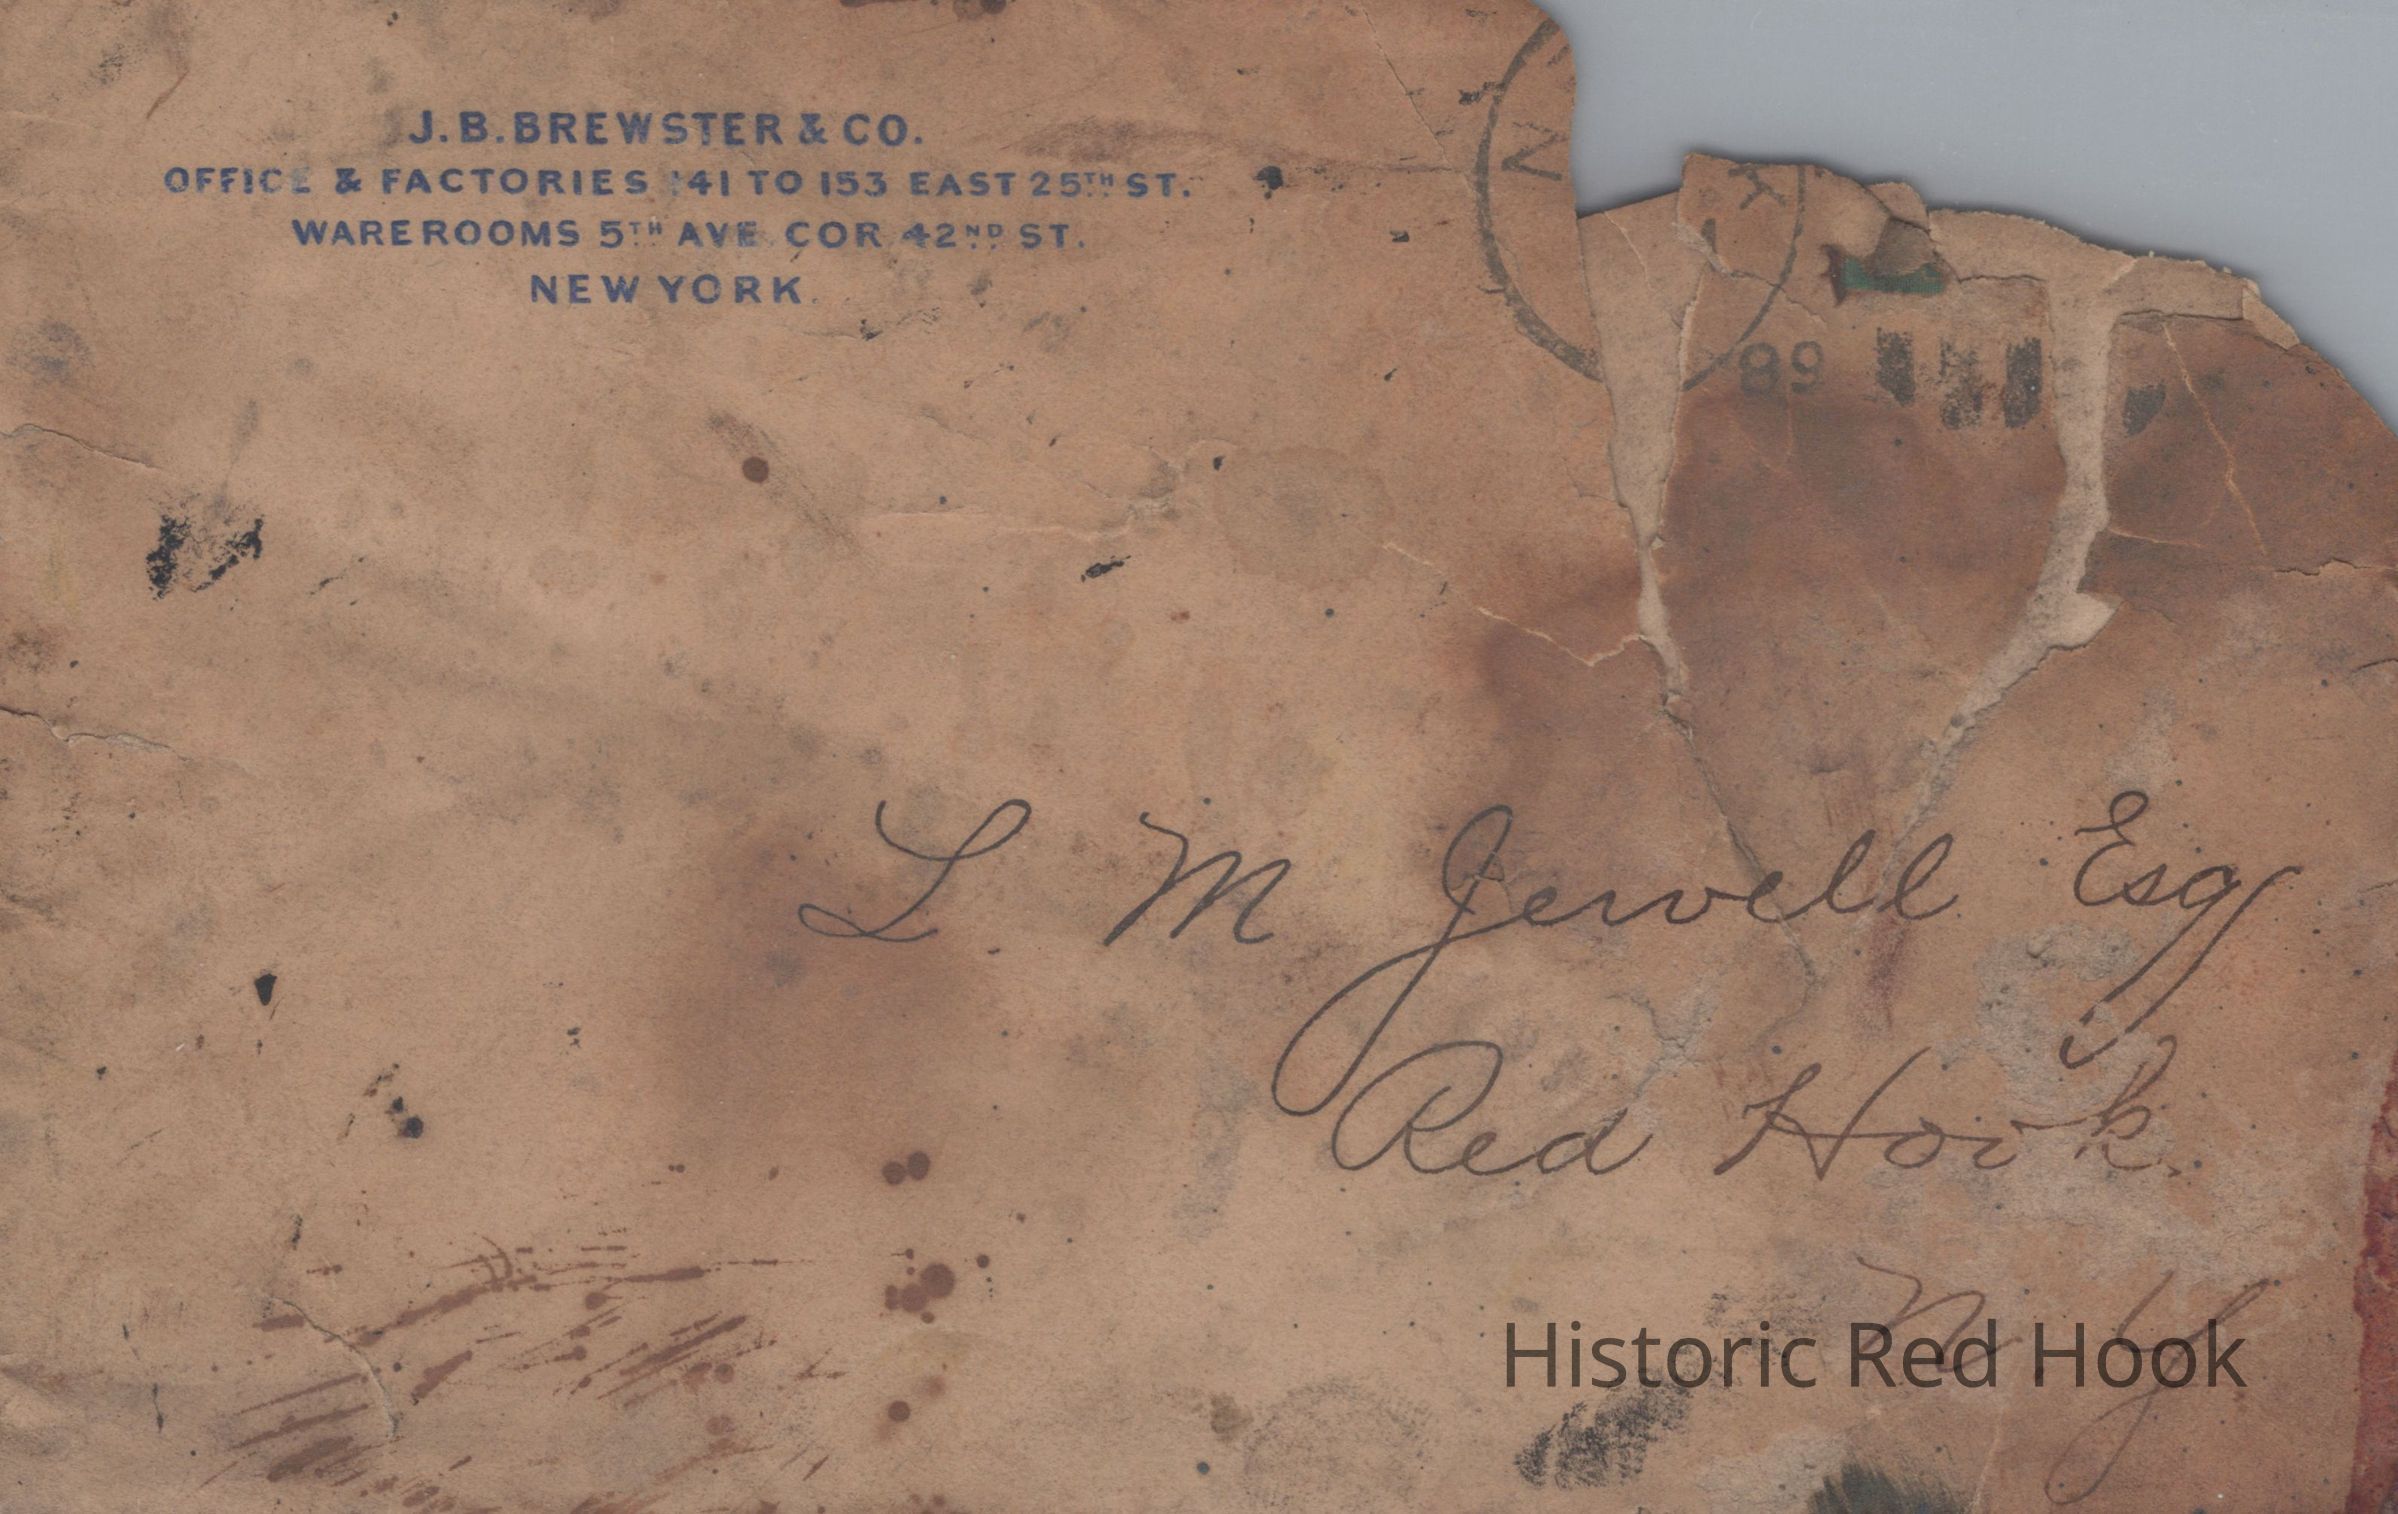 J. B. BREWSTER & CO.
OFFICE & FACTORIES 141 TO 153 EAST 25TH ST.
WAREROOMS 5TH AVE. COR. 42ND ST.
NEW YORK.
N
K
89
L. M Jewell Esq
Red Hook
N. Y
Historic Red Hook